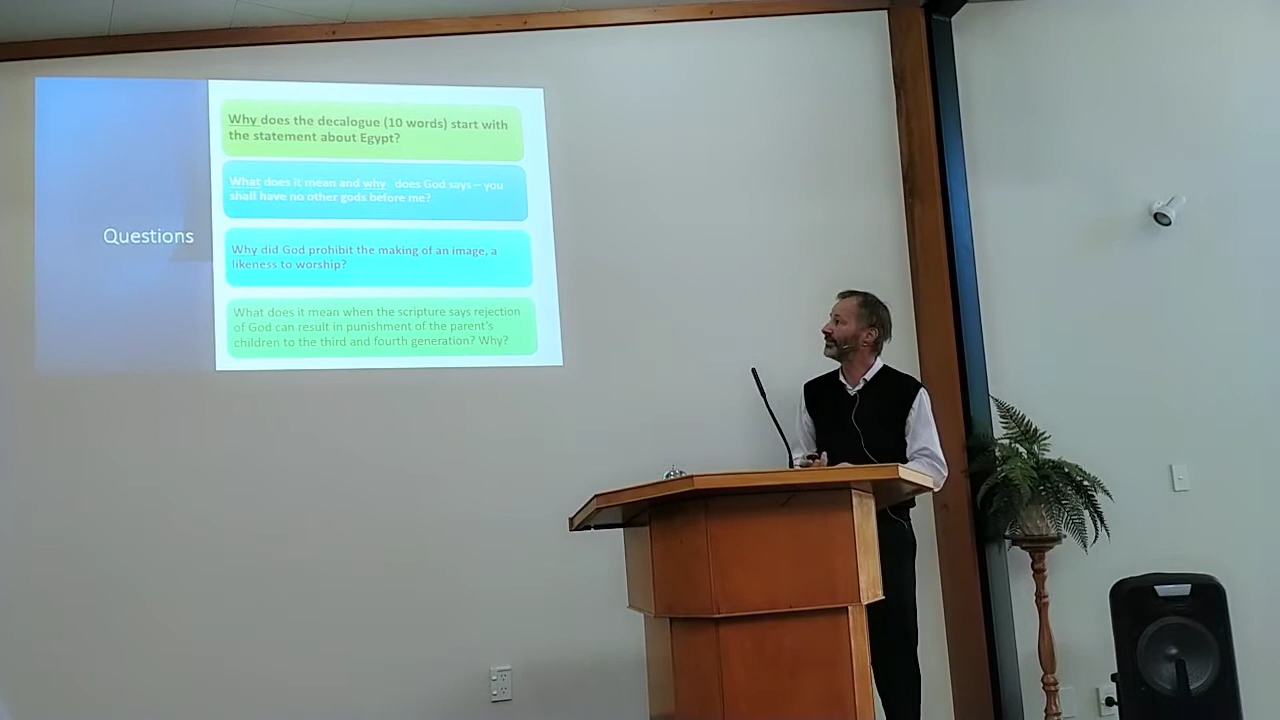 Questions
Why does the decalogue (10 words) start with
the statement about Egypt?
What does it mean and why does God says – you
shall have no other gods before me?
Why did God prohibit the making of an image, a
likeness to worship?
What does it mean when the scripture says rejection
of God can result in punishment of the parent's
children to the third and fourth generation? Why?